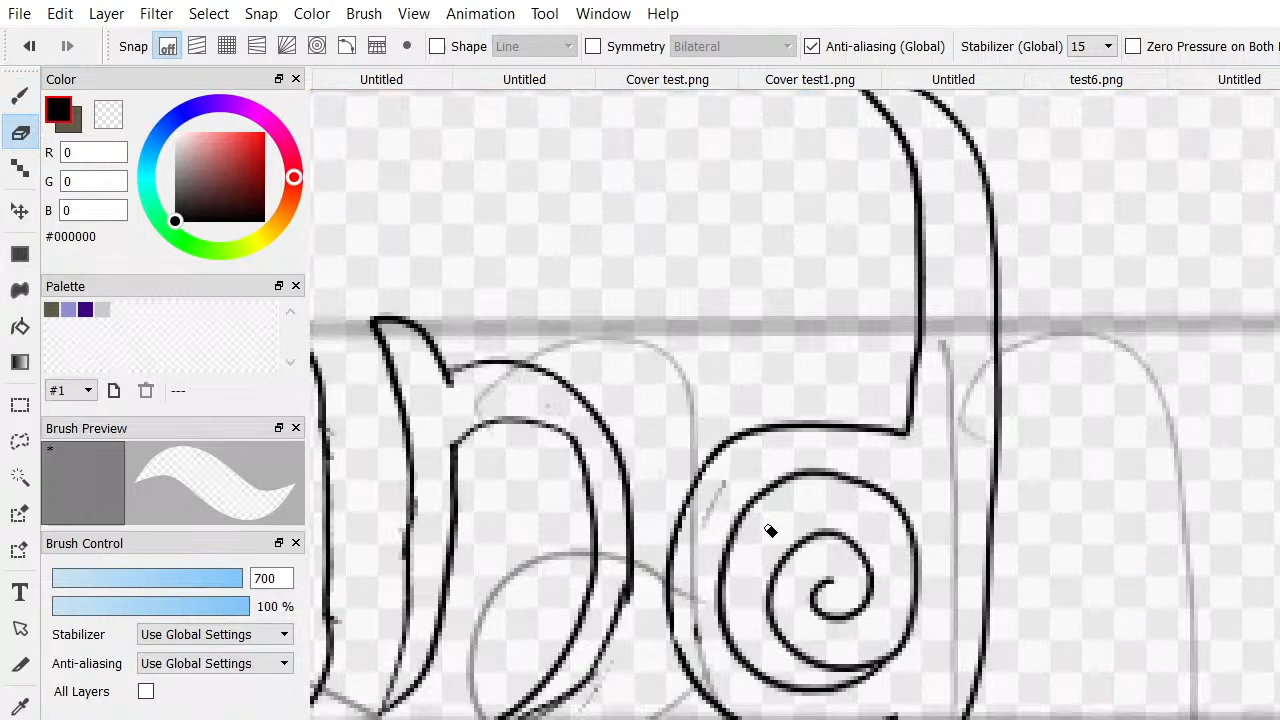 File Edit Layer Filter Select Snap Color Brush View Animation Tool Window Help
Snap off Shape Line Symmetry Bilateral Anti-aliasing (Global) Stabilizer (Global) 15 Zero Pressure on Both
Color
Untitled Untitled Cover test.png Cover test1.png Untitled test6.png Untitled
R 0
G 0
B 0
#000000
Palette
#1 ---
Brush Preview
*
Brush Control
700
100 %
Stabilizer Use Global Settings
Anti-aliasing Use Global Settings
All Layers
T